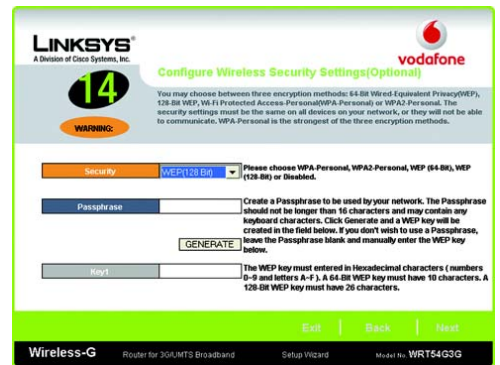 LINKSYS®
A Division of Cisco Systems, Inc.
vodafone
14
WARNING:
Configure Wireless Security Settings(Optional)
You may choose between three encryption methods: 64-Bit Wired-Equivalent Privacy(WEP),
128-Bit WEP, Wi-Fi Protected Access-Personal(WPA-Personal) or WPA2-Personal. The
security settings must be the same on all devices on your network, or they will not be able
to communicate. WPA-Personal is the strongest of the three encryption methods.
Security
WEP(128 Bit)
Please choose WPA-Personal, WPA2-Personal, WEP (64-Bit), WEP
(128-Bit) or Disabled.
Passphrase
Create a Passphrase to be used by your network. The Passphrase
should not be longer than 16 characters and may contain any
keyboard characters. Click Generate and a WEP key will be
created in the field below. If you don't wish to use a Passphrase,
leave the Passphrase blank and manually enter the WEP key
below.
GENERATE
Key1
The WEP key must entered in Hexadecimal characters ( numbers
0-9 and letters A-F ). A 64-Bit WEP key must have 10 characters. A
128-Bit WEP key must have 26 characters.
Exit
Back
Next
Wireless-G
Router for 3G/UMTS Broadband
Setup Wizard
Model No. WRT54G3G